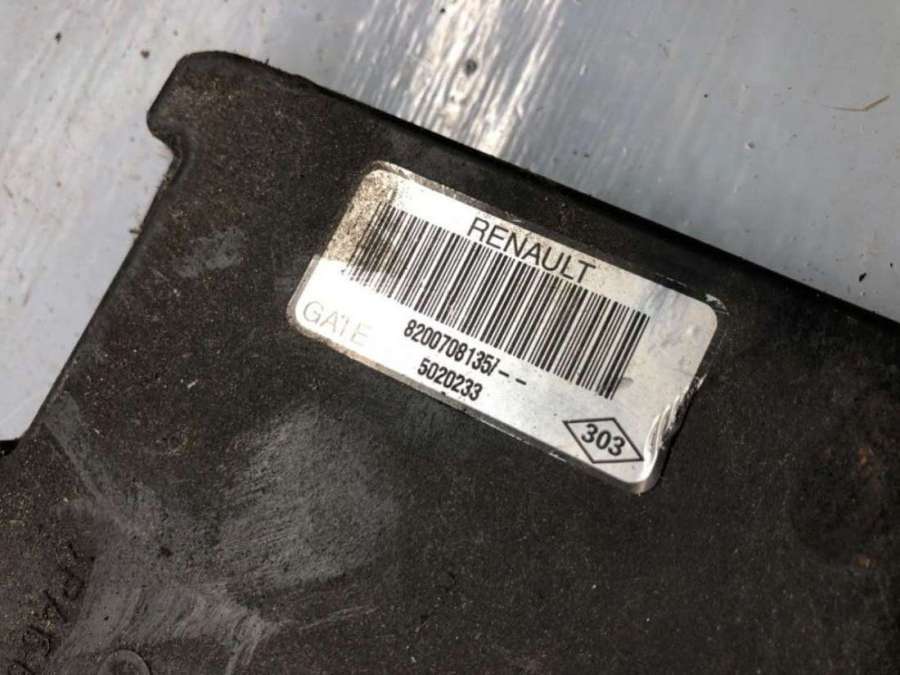 RENAULT
GATE
8200708135/--
5020233
303